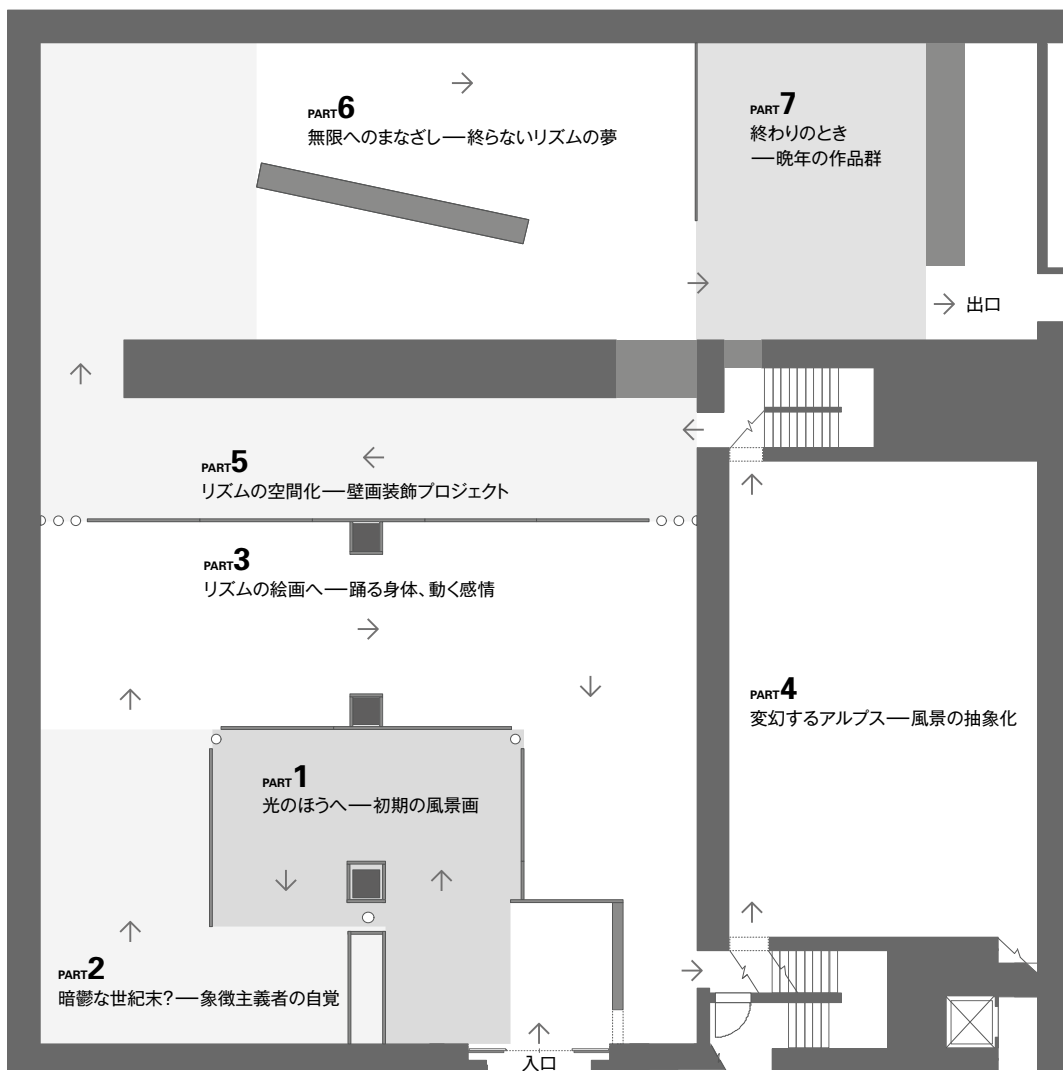 PART6
無限へのまなざし──終らないリズムの夢
PART7
終わりのとき
──晩年の作品群
出口
PART5
リズムの空間化──壁画装飾プロジェクト
PART3
リズムの絵画へ──踊る身体、動く感情
PART4
変幻するアルプス──風景の抽象化
PART1
光のほうへ──初期の風景画
PART2
暗鬱な世紀末?──象徴主義者の自覚
入口